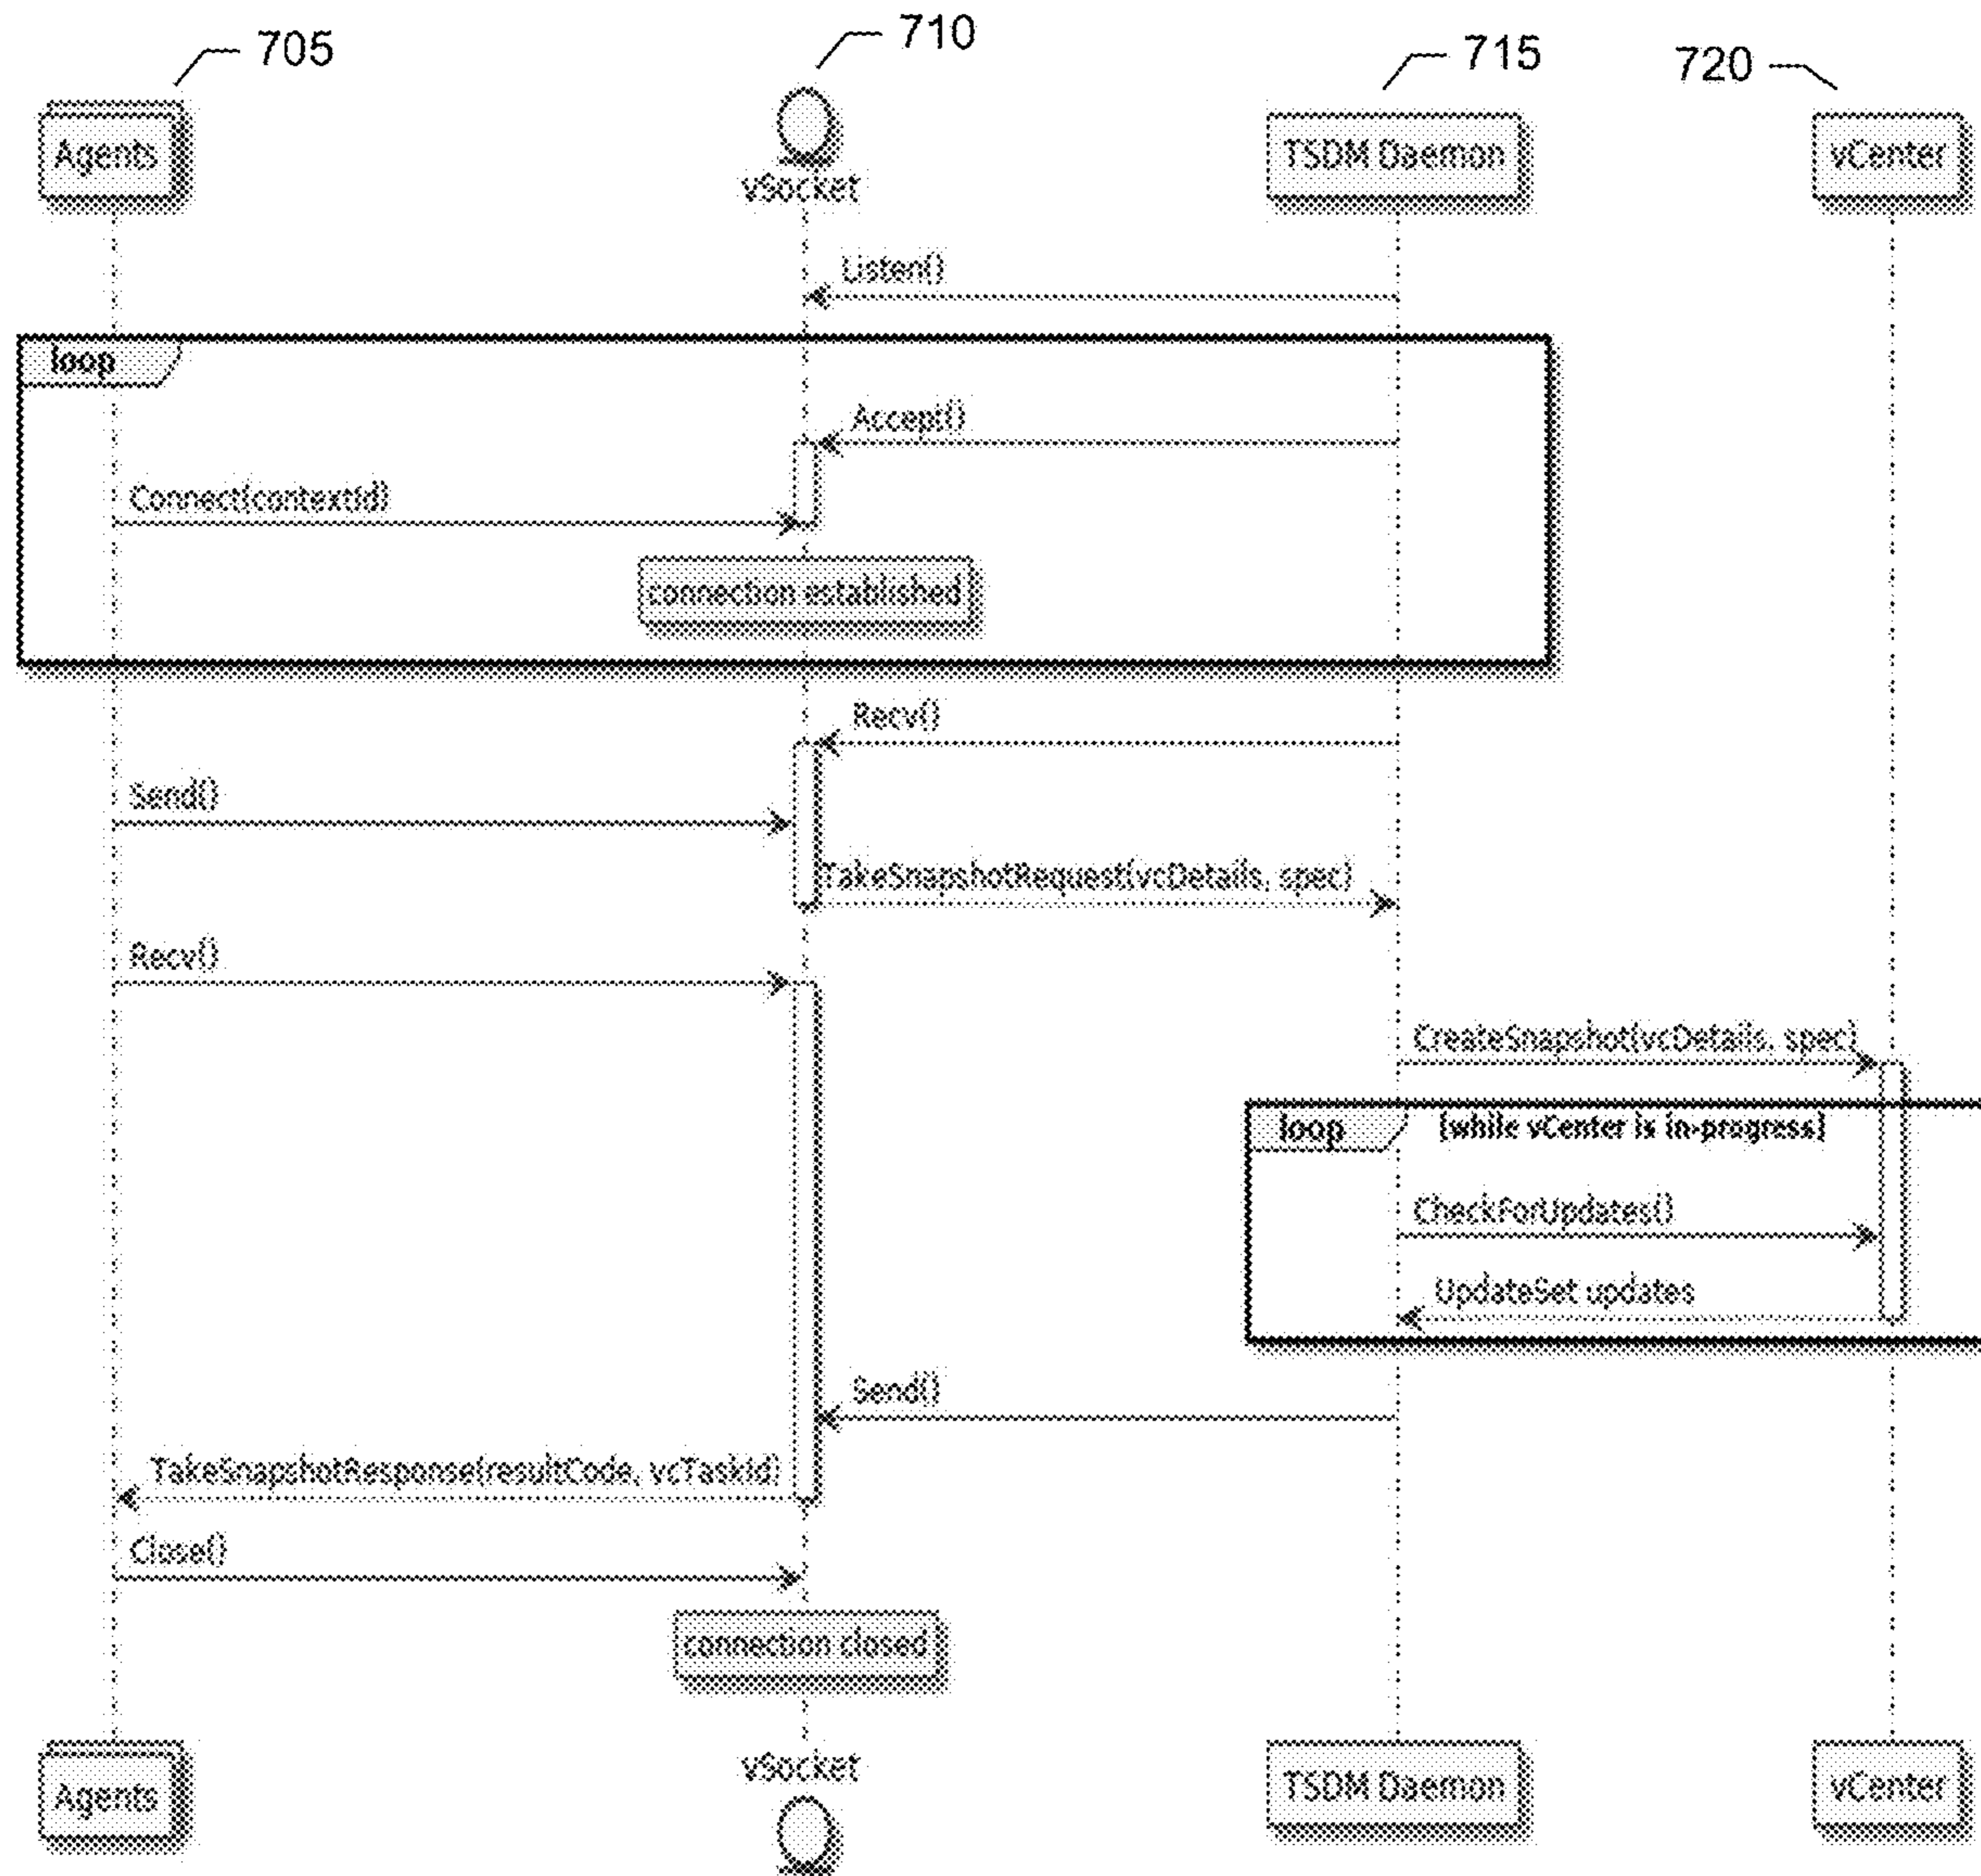 705
710
715
720
Agents
vSocket
TSDM Daemon
vCenter
Listen()
loop
Accept()
Connect(contextId)
connection established
Recv()
Send()
TakeSnapshotRequest(vcDetails, spec)
Recv()
CreateSnapshot(vcDetails, spec)
loop [while vCenter is in-progress]
CheckForUpdates()
UpdateSet updates
Send()
TakeSnapshotResponse(resultCode, vcTaskId)
Close()
connection closed
Agents
vSocket
TSDM Daemon
vCenter